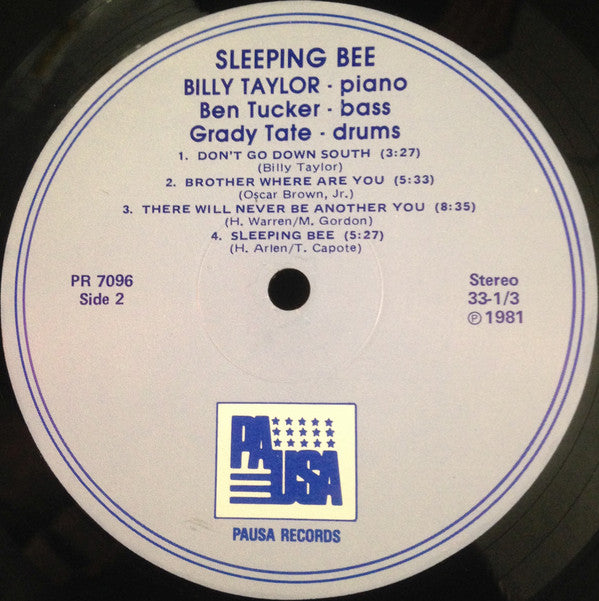 SLEEPING BEE
BILLY TAYLOR - piano
Ben Tucker - bass
Grady Tate - drums
1. DON'T GO DOWN SOUTH (3:27)
(Billy Taylor)
2. BROTHER WHERE ARE YOU (5:33)
(Oscar Brown, Jr.)
3. THERE WILL NEVER BE ANOTHER YOU (8:35)
(H. Warren/M. Gordon)
4. SLEEPING BEE (5:27)
(H. Arlen/T. Capote)
PR 7096
Side 2
Stereo
33-1/3
℗ 1981
PAUSA
PAUSA RECORDS